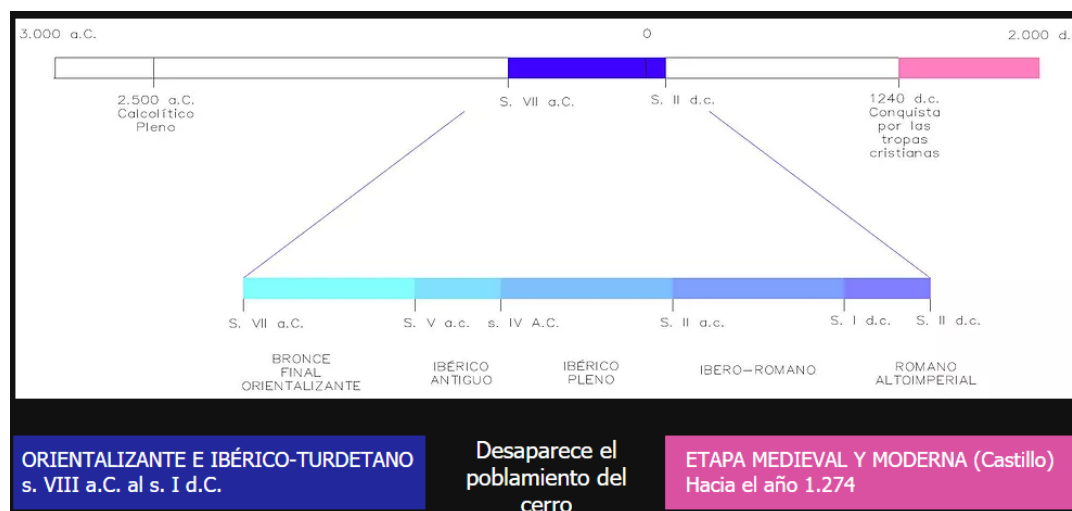 3.000 a.C.
0
2.000 d.
2.500 a.C.
Calcolítico
Pleno
S. VII a.C.
S. II d.c.
1240 d.c.
Conquista
por las
tropas
cristianas
S. VII a.C.
S. V a.c.
s. IV A.C.
S. II a.c.
S. I d.c.
S. II d.c.
BRONCE
FINAL
ORIENTALIZANTE
IBÉRICO
ANTIGUO
IBÉRICO
PLENO
IBERO-ROMANO
ROMANO
ALTOIMPERIAL
ORIENTALIZANTE E IBÉRICO-TURDETANO
s. VIII a.C. al s. I d.C.
Desaparece el
poblamiento del
cerro
ETAPA MEDIEVAL Y MODERNA (Castillo)
Hacia el año 1.274